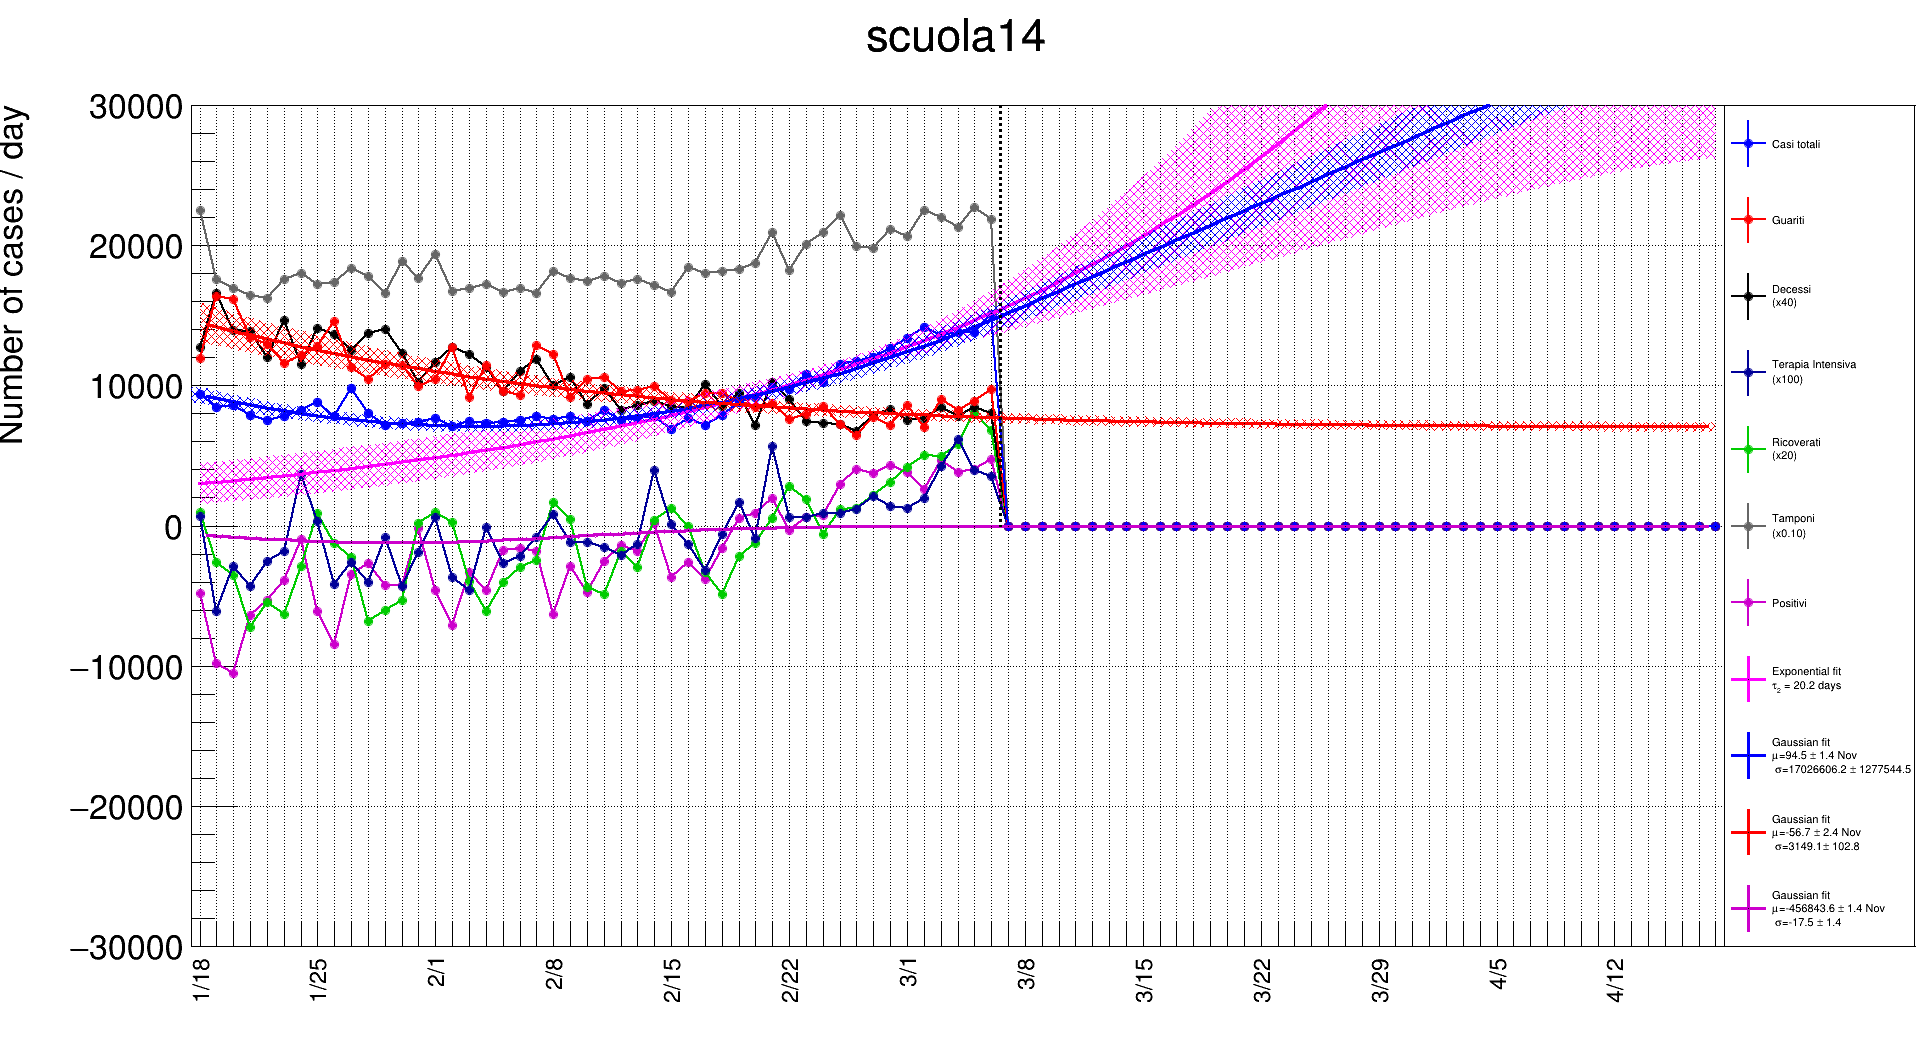 scuola14
Number of cases / day
30000
20000
10000
0
−10000
−20000
−30000
1/18
1/25
2/1
2/8
2/15
2/22
3/1
3/8
3/15
3/22
3/29
4/5
4/12
Casi totali
Guariti
Decessi
(x40)
Terapia Intensiva
(x100)
Ricoverati
(x20)
Tamponi
(x0.10)
Positivi
Exponential fit
τ₂ = 20.2 days
Gaussian fit
μ=94.5 ± 1.4 Nov
σ=17026606.2 ± 1277544.5
Gaussian fit
μ=-56.7 ± 2.4 Nov
σ=3149.1 ± 102.8
Gaussian fit
μ=-456843.6 ± 1.4 Nov
σ=-17.5 ± 1.4